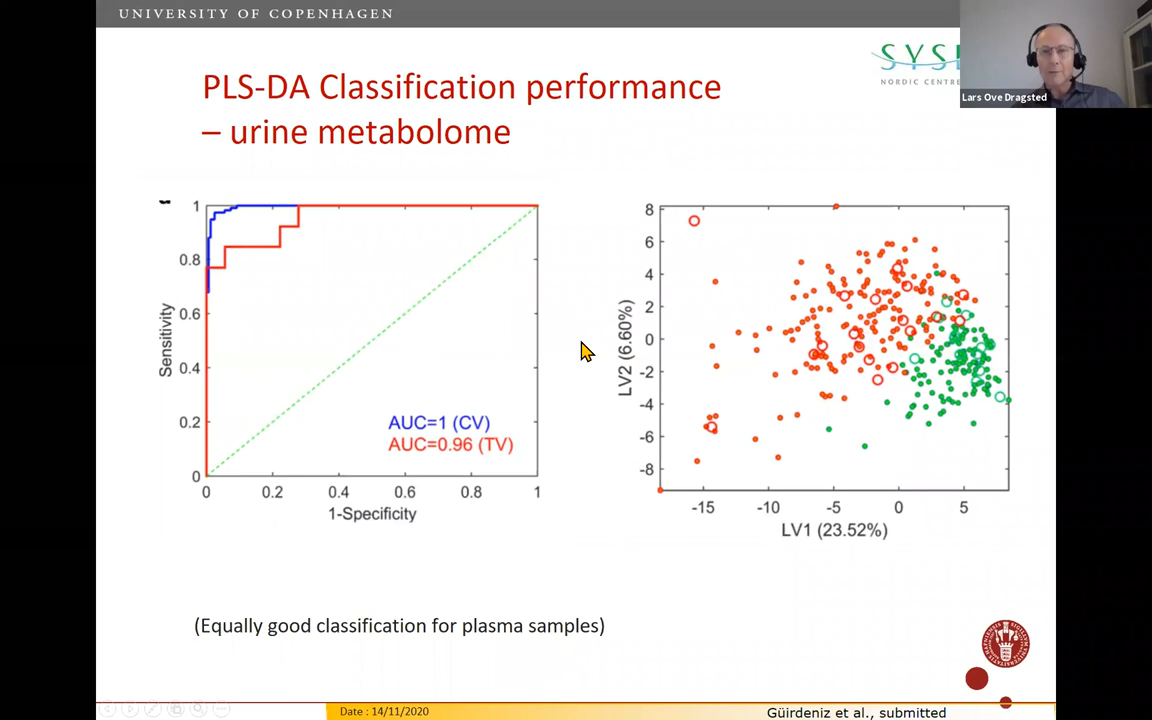 UNIVERSITY OF COPENHAGEN
NORDIC CENTRE
Lars Ove Dragsted
PLS-DA Classification performance
– urine metabolome
1
0.8
0.6
0.4
0.2
0
Sensitivity
AUC=1 (CV)
AUC=0.96 (TV)
0 0.2 0.4 0.6 0.8 1
1-Specificity
8
6
4
2
0
-2
-4
-6
-8
LV2 (6.60%)
-15 -10 -5 0 5
LV1 (23.52%)
(Equally good classification for plasma samples)
Date : 14/11/2020
Güirdeniz et al., submitted